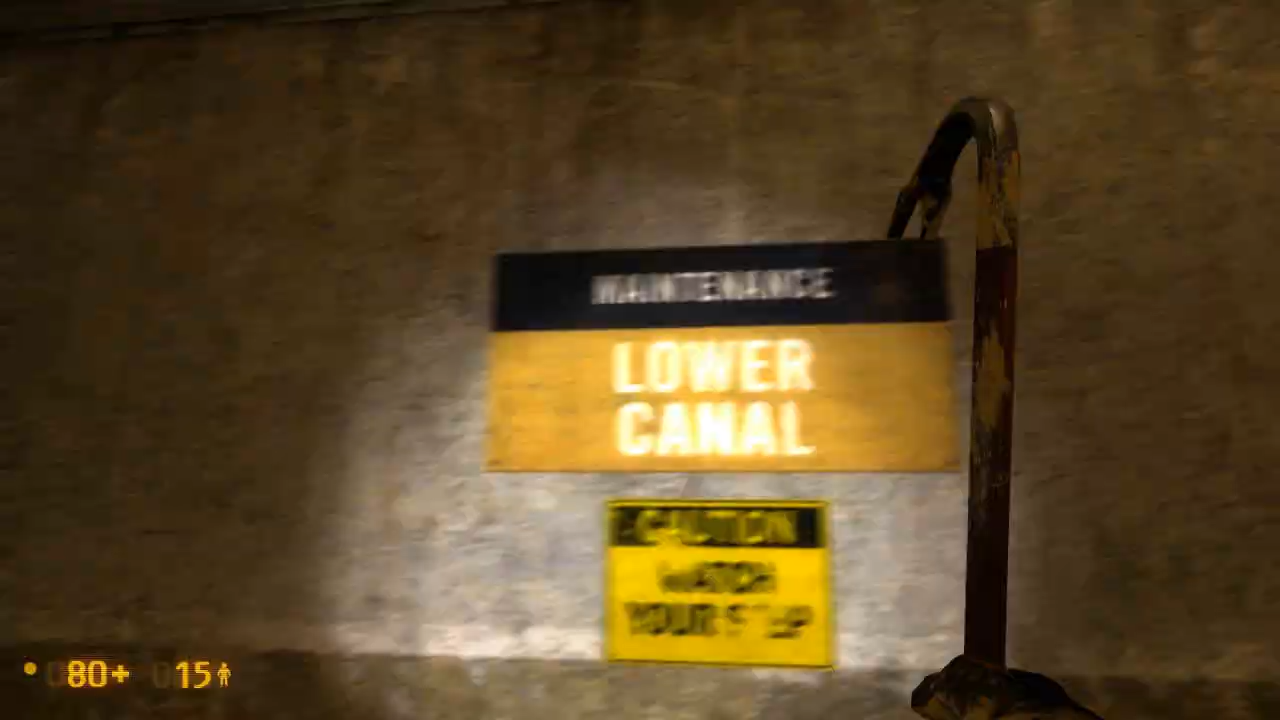 MAINTENANCE
LOWER
CANAL
CAUTION
WATCH
YOUR STEP
80+ 15